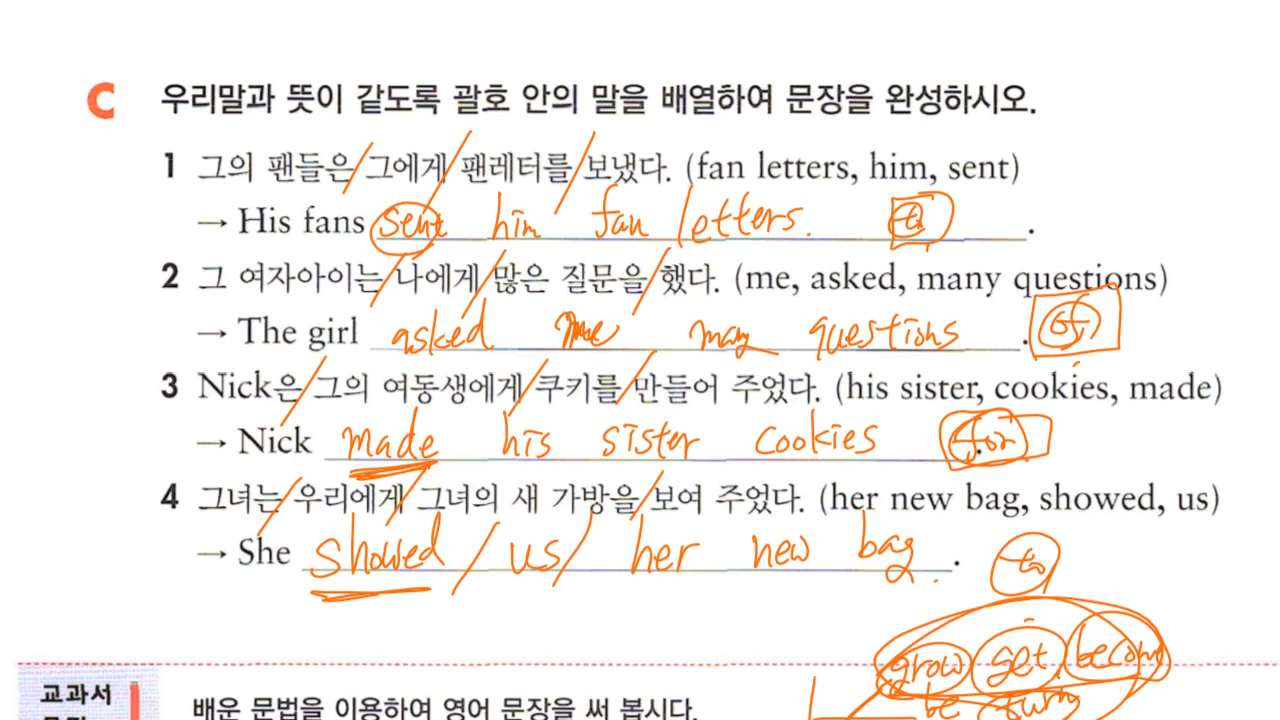 C 우리말과 뜻이 같도록 괄호 안의 말을 배열하여 문장을 완성하시오.
1 그의 팬들은/그에게/팬레터를/보냈다. (fan letters, him, sent)
→ His fans sent him fan letters. to .
2 그 여자아이는/나에게/많은 질문을/했다. (me, asked, many questions)
→ The girl asked me many questions . of
3 Nick은/그의 여동생에게/쿠키를/만들어 주었다. (his sister, cookies, made)
→ Nick made his sister cookies for .
4 그녀는/우리에게/그녀의 새 가방을/보여 주었다. (her new bag, showed, us)
→ She showed/us/her new bag. . to
grow get become
be turn
교과서
배운 문법을 이용하여 영어 문장을 써 봅시다.